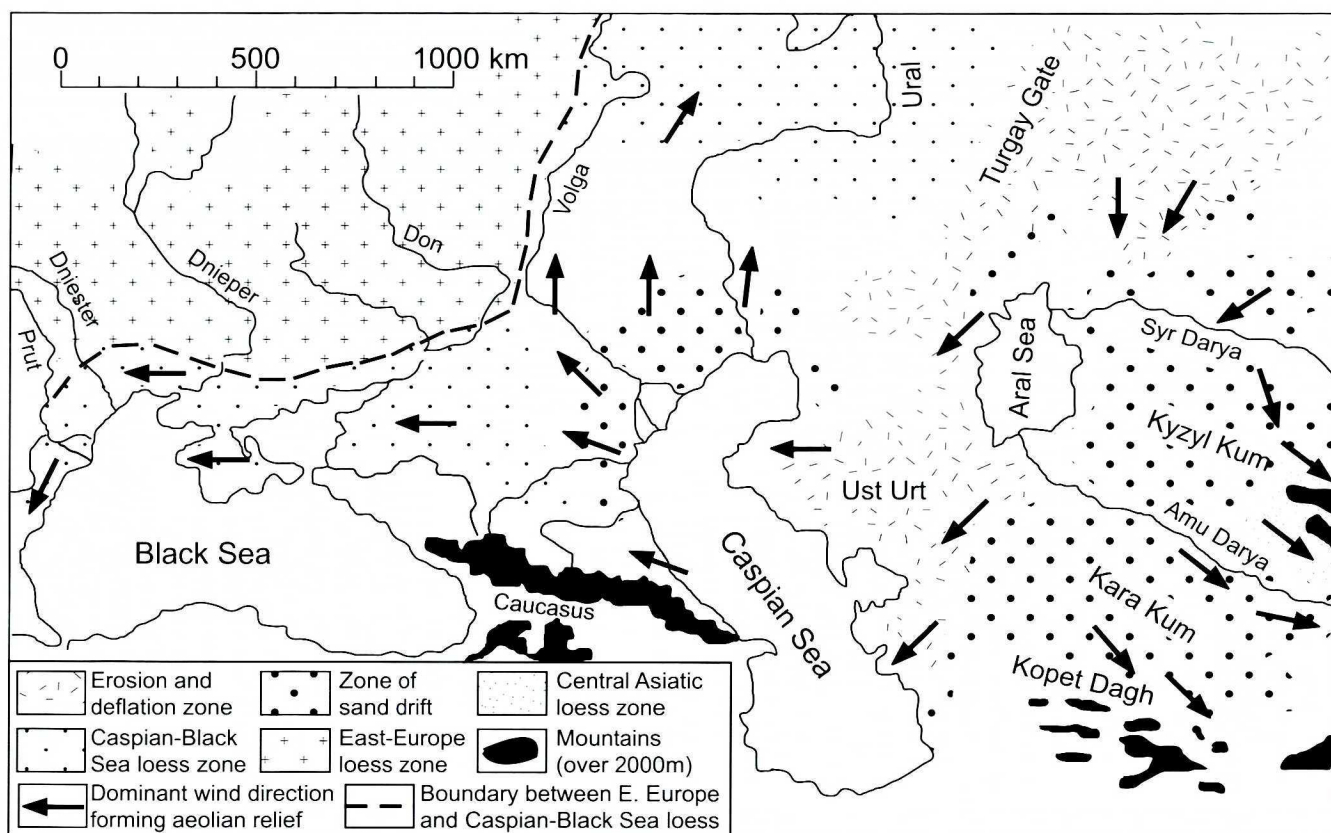 0 500 1000 km
Ural
Turgay Gate
Volga
Don
Dnieper
Dniester
Prut
Aral Sea
Syr Darya
Kyzyl Kum
Ust Urt
Amu Darya
Black Sea
Caspian Sea
Kara Kum
Caucasus
Kopet Dagh
Erosion and
deflation zone
Zone of
sand drift
Central Asiatic
loess zone
Caspian-Black
Sea loess zone
East-Europe
loess zone
Mountains
(over 2000m)
Dominant wind direction
forming aeolian relief
Boundary between E. Europe
and Caspian-Black Sea loess